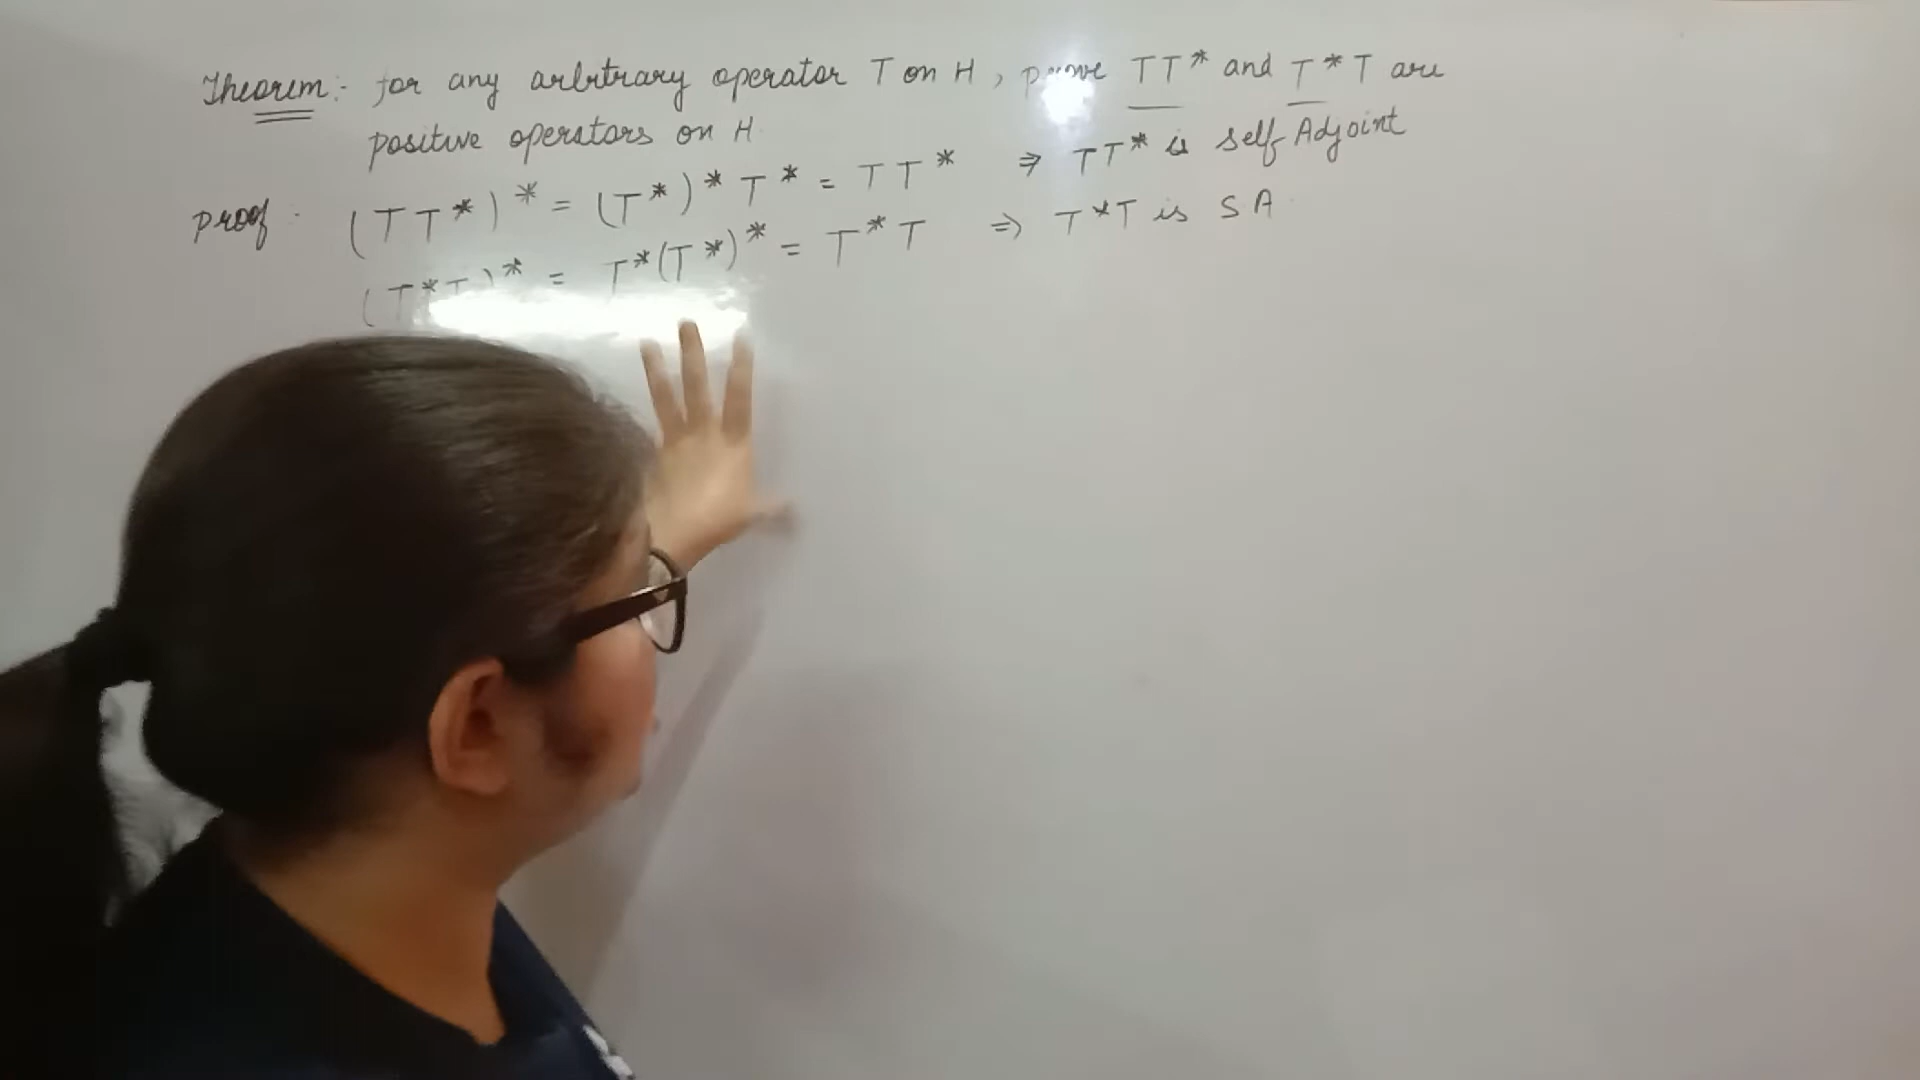 Theorem:- for any arbitrary operator T on H, prove TT* and T*T are
positive operators on H.
Proof: (TT*)* = (T*)*T* = TT* ⇒ TT* is self Adjoint
(T*T)* = T*(T*)* = T*T ⇒ T*T is SA